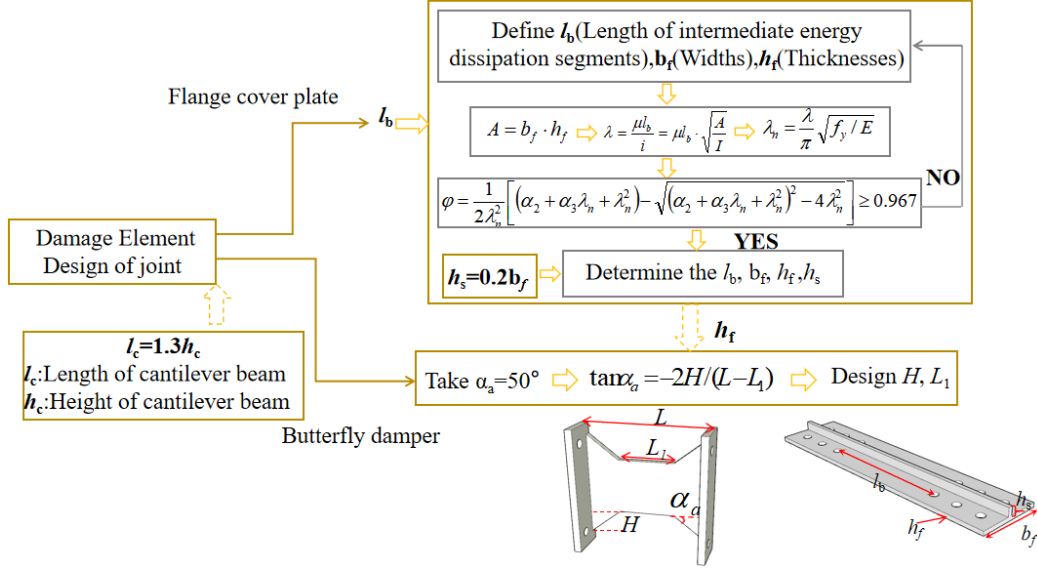 Define lb(Length of intermediate energy
dissipation segments),bf(Widths),hf(Thicknesses)
Flange cover plate
lb
A = bf · hf
λ = μlb/i = μlb · √(A/I)
λn = λ/π √(fy / E)
NO
φ = 1/(2λn²) [(α2 + α3λn + λn²) − √((α2 + α3λn + λn²)² − 4λn²)] ≥ 0.967
YES
Damage Element
Design of joint
hs=0.2bf
Determine the lb, bf, hf ,hs
hf
lc=1.3hc
lc:Length of cantilever beam
hc:Height of cantilever beam
Take αa=50°
tanαa = −2H/(L−L1)
Design H, L1
Butterfly damper
L
L1
αa
H
lb
hs
hf
bf